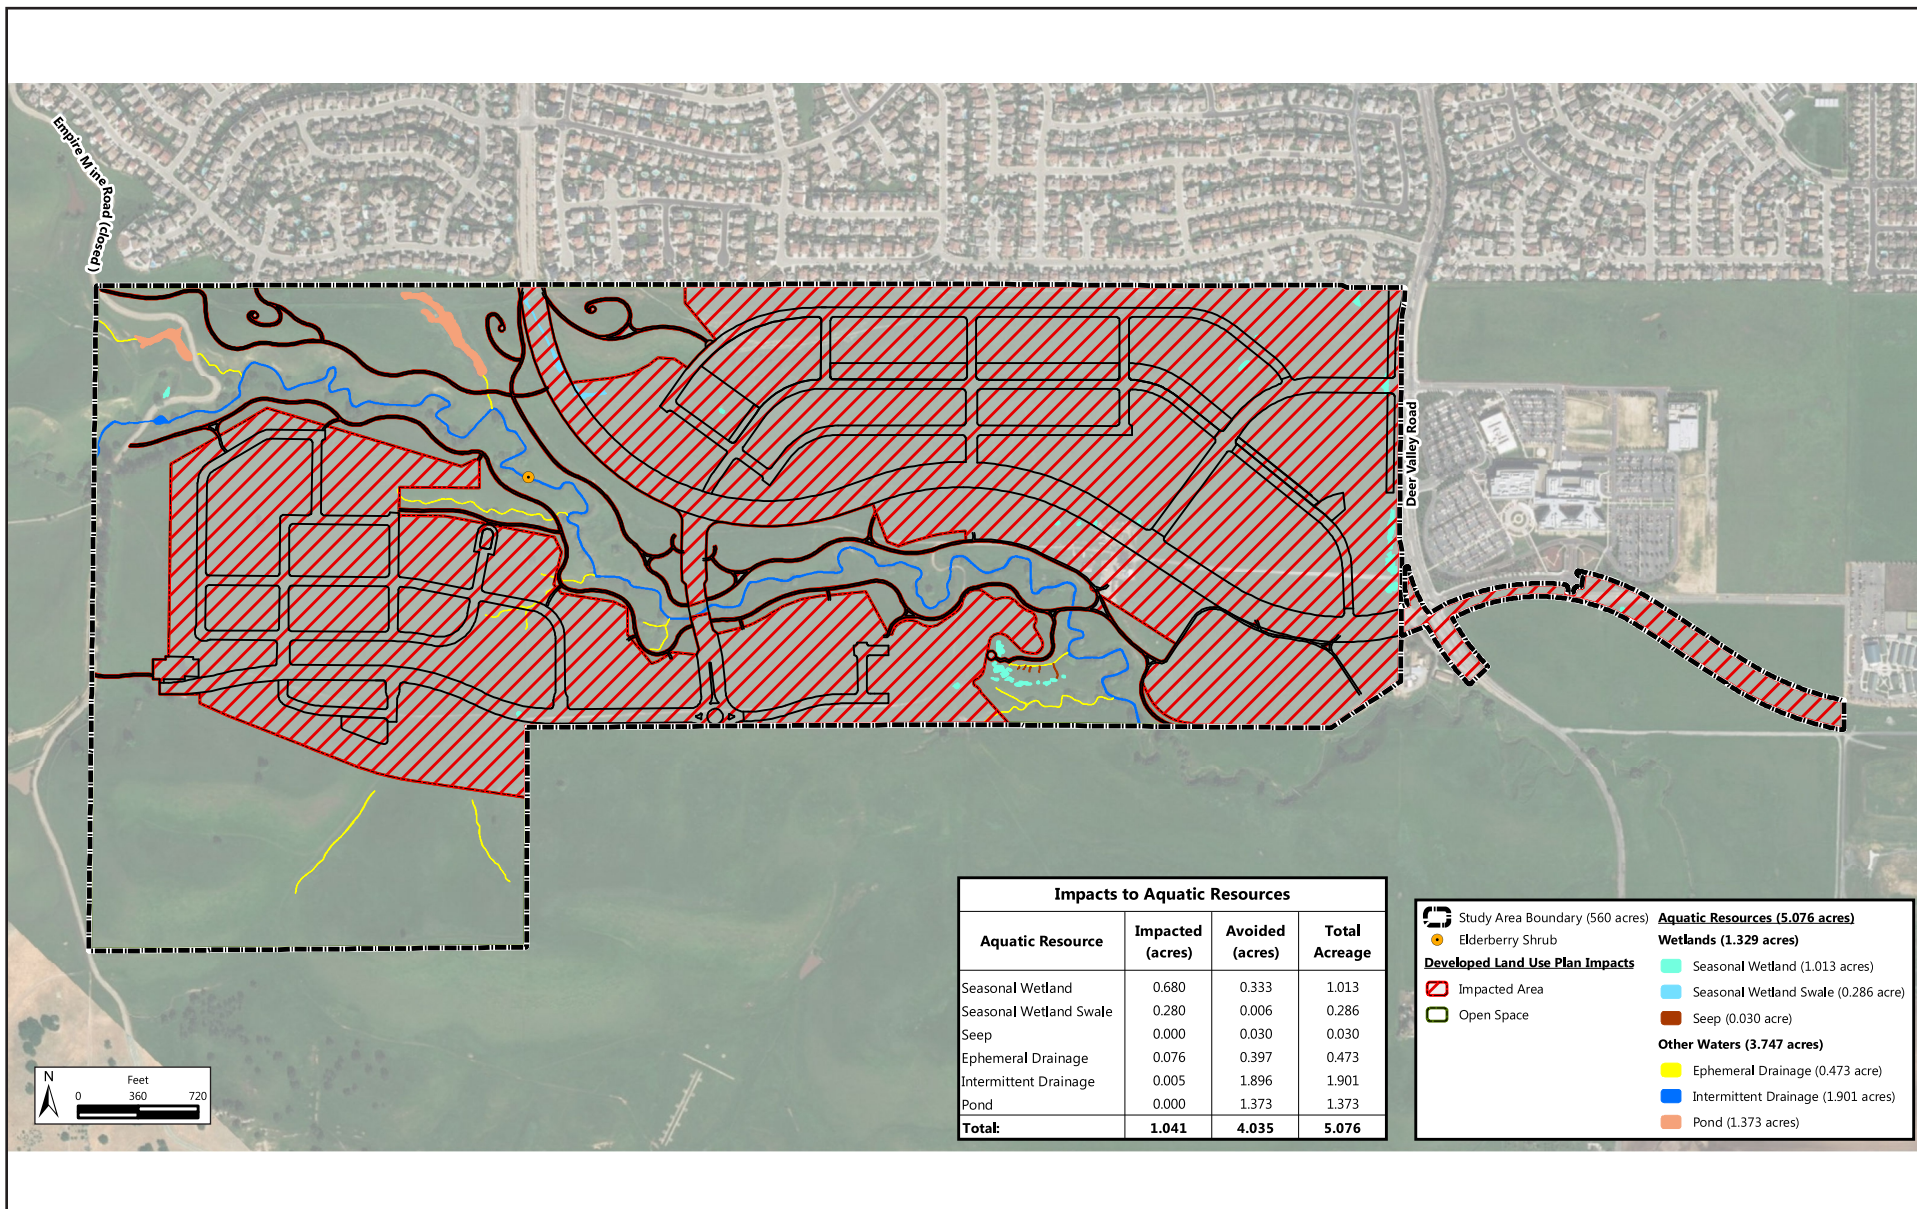 Empire Mine Road (closed)
Deer Valley Road
Impacts to Aquatic Resources
Aquatic Resource Impacted (acres) Avoided (acres) Total Acreage
Seasonal Wetland 0.680 0.333 1.013
Seasonal Wetland Swale 0.280 0.006 0.286
Seep 0.000 0.030 0.030
Ephemeral Drainage 0.076 0.397 0.473
Intermittent Drainage 0.005 1.896 1.901
Pond 0.000 1.373 1.373
Total: 1.041 4.035 5.076
Study Area Boundary (560 acres)
Elderberry Shrub
Developed Land Use Plan Impacts
Impacted Area
Open Space
Aquatic Resources (5.076 acres)
Wetlands (1.329 acres)
Seasonal Wetland (1.013 acres)
Seasonal Wetland Swale (0.286 acre)
Seep (0.030 acre)
Other Waters (3.747 acres)
Ephemeral Drainage (0.473 acre)
Intermittent Drainage (1.901 acres)
Pond (1.373 acres)
N
Feet
0 360 720